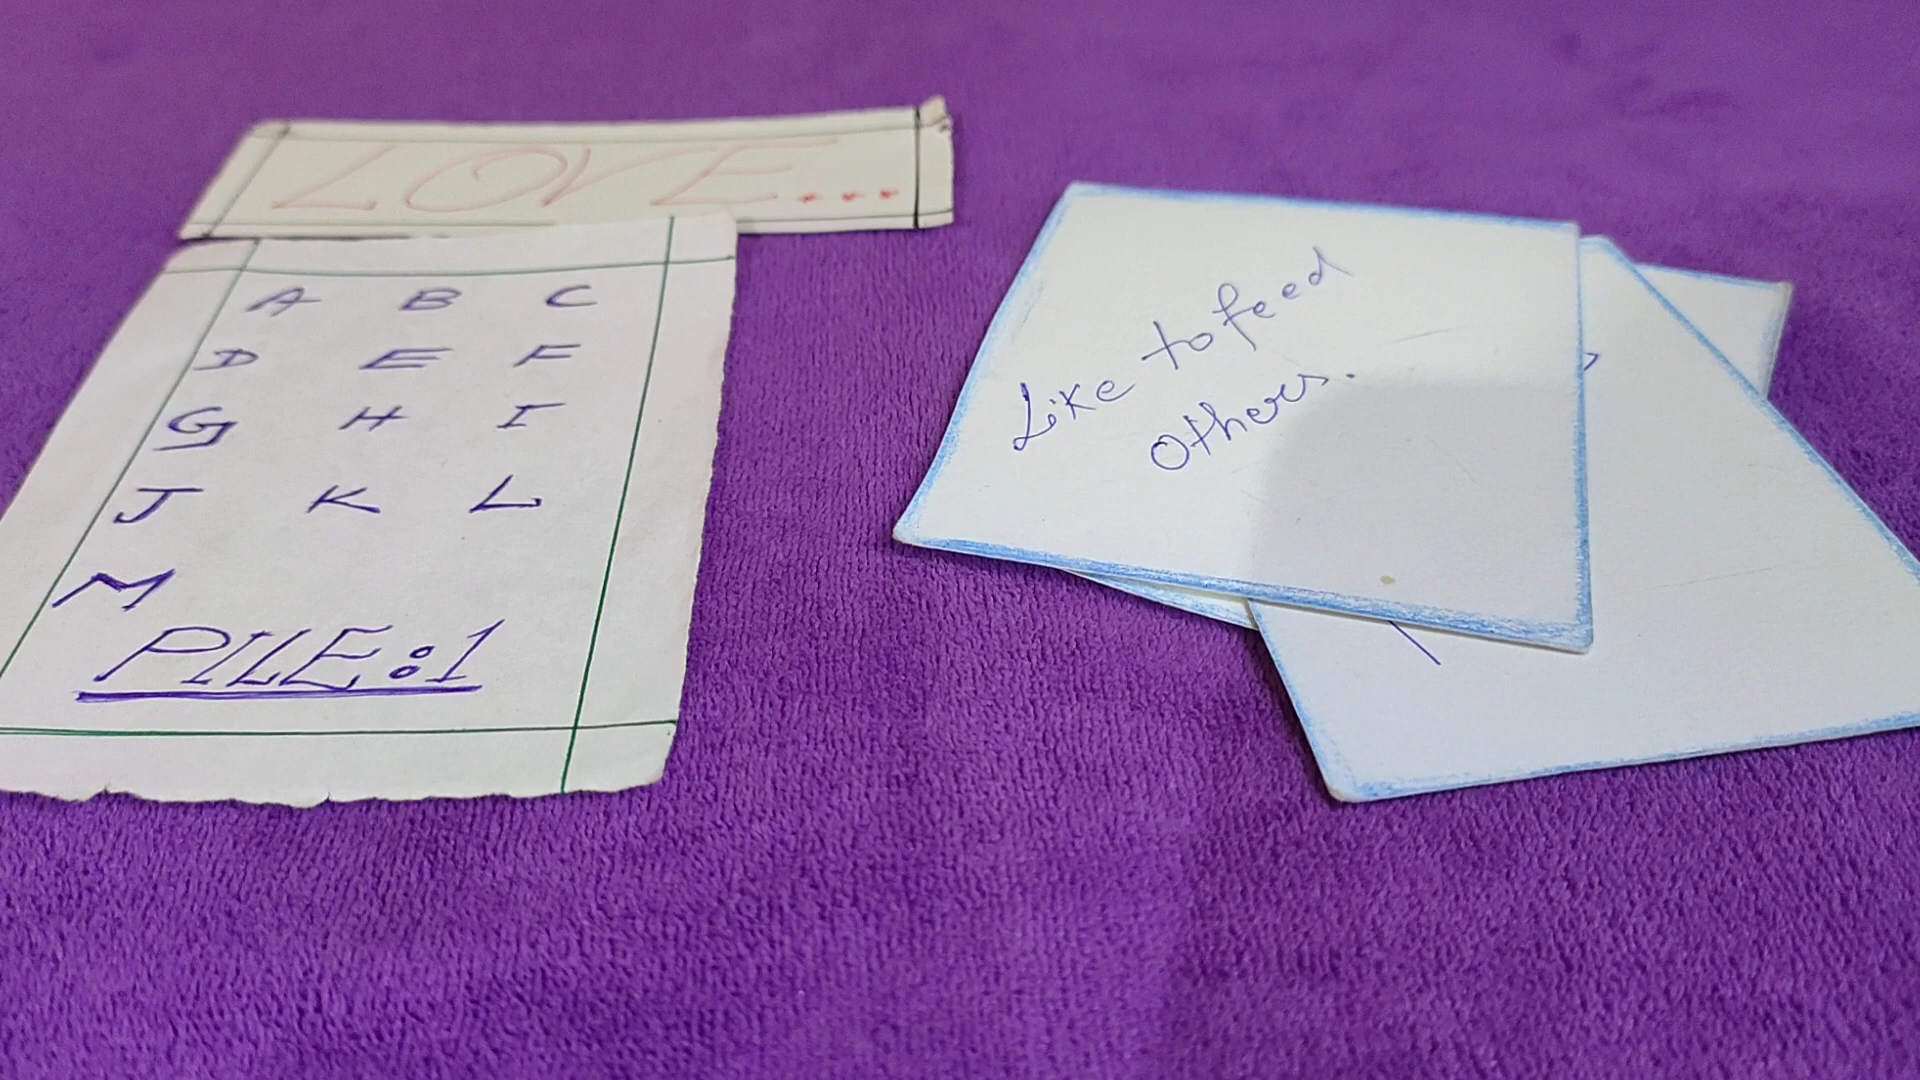 LOVE...
A B C
D E F
G H I
J K L
M
PILE:1
Like to feed
others.